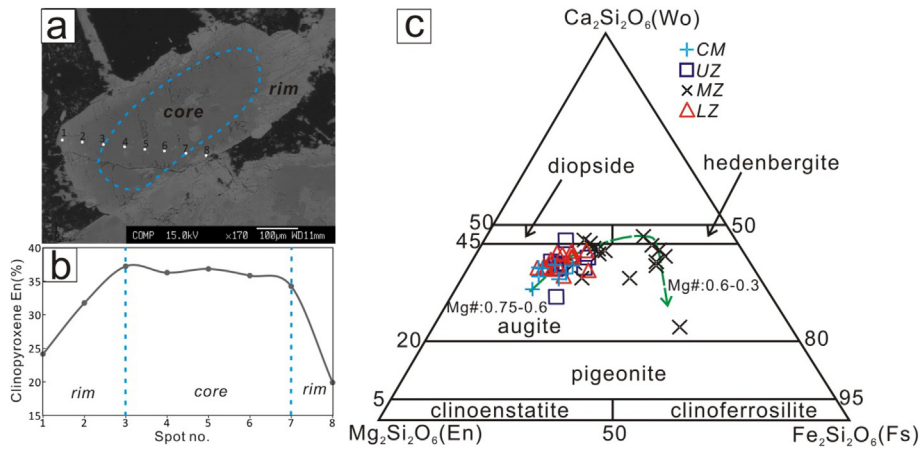 a
core
rim
1 2 3 4 5 6 7 8
COMP 15.0kV ×170 100μm WD11mm
b
Clinopyroxene En(%)
40
35
30
25
20
15
rim
core
rim
1 2 3 4 5 6 7 8
Spot no.
c
Ca₂Si₂O₆(Wo)
CM
UZ
MZ
LZ
diopside
hedenbergite
50
50
45
Mg#:0.75-0.6
Mg#:0.6-0.3
augite
20
80
pigeonite
5
95
clinoenstatite
clinoferrosilite
Mg₂Si₂O₆(En)
50
Fe₂Si₂O₆(Fs)